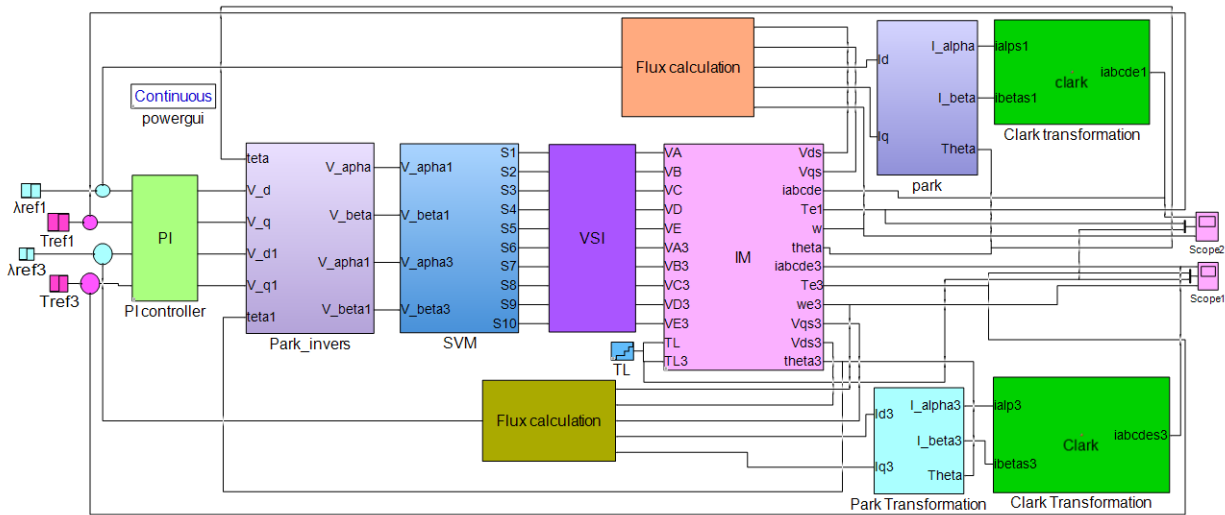 Continuous
powergui
λref1
Tref1
λref3
Tref3
PI
PI controller
teta
V_d
V_q
V_d1
V_q1
teta1
V_apha
V_beta
V_apha1
V_beta1
Park_invers
V_apha1
V_beta1
V_apha3
V_beta3
S1
S2
S3
S4
S5
S6
S7
S8
S9
S10
SVM
VSI
Flux calculation
VA
VB
VC
VD
VE
VA3
VB3
VC3
VD3
VE3
TL
TL3
IM
Vds
Vqs
iabcde
Te1
w
theta
iabcde3
Te3
we3
Vqs3
Vds3
theta3
TL
Id
Iq
I_alpha
I_beta
Theta
park
ialps1
ibetas1
clark
iabcde1
Clark transformation
Scope2
Scope1
Flux calculation
Id3
Iq3
I_alpha3
I_beta3
Theta
Park Transformation
ialp3
ibetas3
Clark
iabcdes3
Clark Transformation